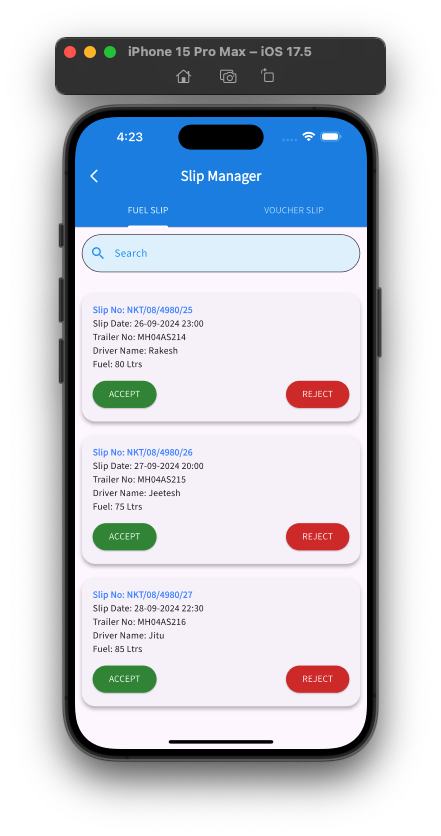 iPhone 15 Pro Max – iOS 17.5
4:23
Slip Manager
FUEL SLIP
VOUCHER SLIP
Search
Slip No: NKT/08/4980/25
Slip Date: 26-09-2024 23:00
Trailer No: MH04AS214
Driver Name: Rakesh
Fuel: 80 Ltrs
ACCEPT
REJECT
Slip No: NKT/08/4980/26
Slip Date: 27-09-2024 20:00
Trailer No: MH04AS215
Driver Name: Jeetesh
Fuel: 75 Ltrs
ACCEPT
REJECT
Slip No: NKT/08/4980/27
Slip Date: 28-09-2024 22:30
Trailer No: MH04AS216
Driver Name: Jitu
Fuel: 85 Ltrs
ACCEPT
REJECT